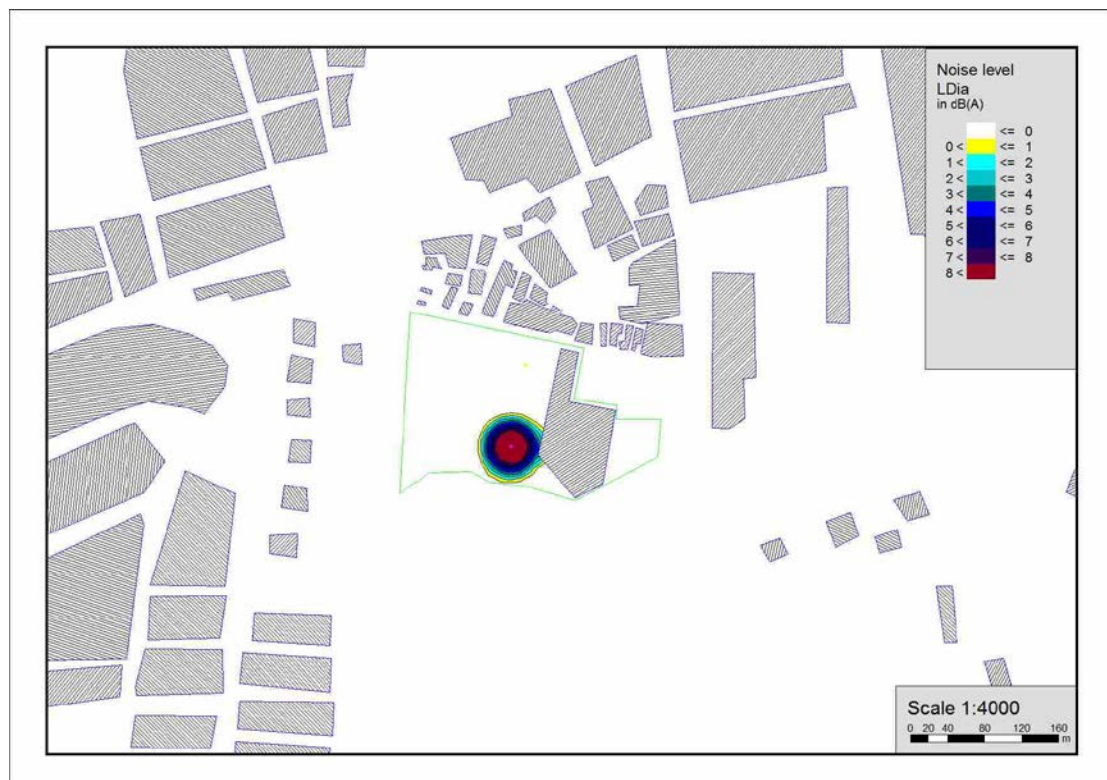 Noise level
LDia
in dB(A)
<= 0
0 < <= 1
1 < <= 2
2 < <= 3
3 < <= 4
4 < <= 5
5 < <= 6
6 < <= 7
7 < <= 8
8 <
Scale 1:4000
0 20 40 80 120 160
m